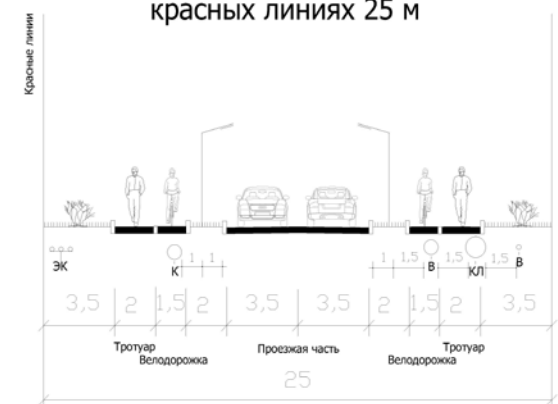 красных линиях 25 м
Красные линии
ЭК
К
1 1
1 1,5 В 1,5 КЛ 1,5 В
3,5 2 1,5 2 3,5 3,5 2 1,5 2 3,5
Тротуар
Велодорожка
Проезжая часть
Велодорожка
Тротуар
25